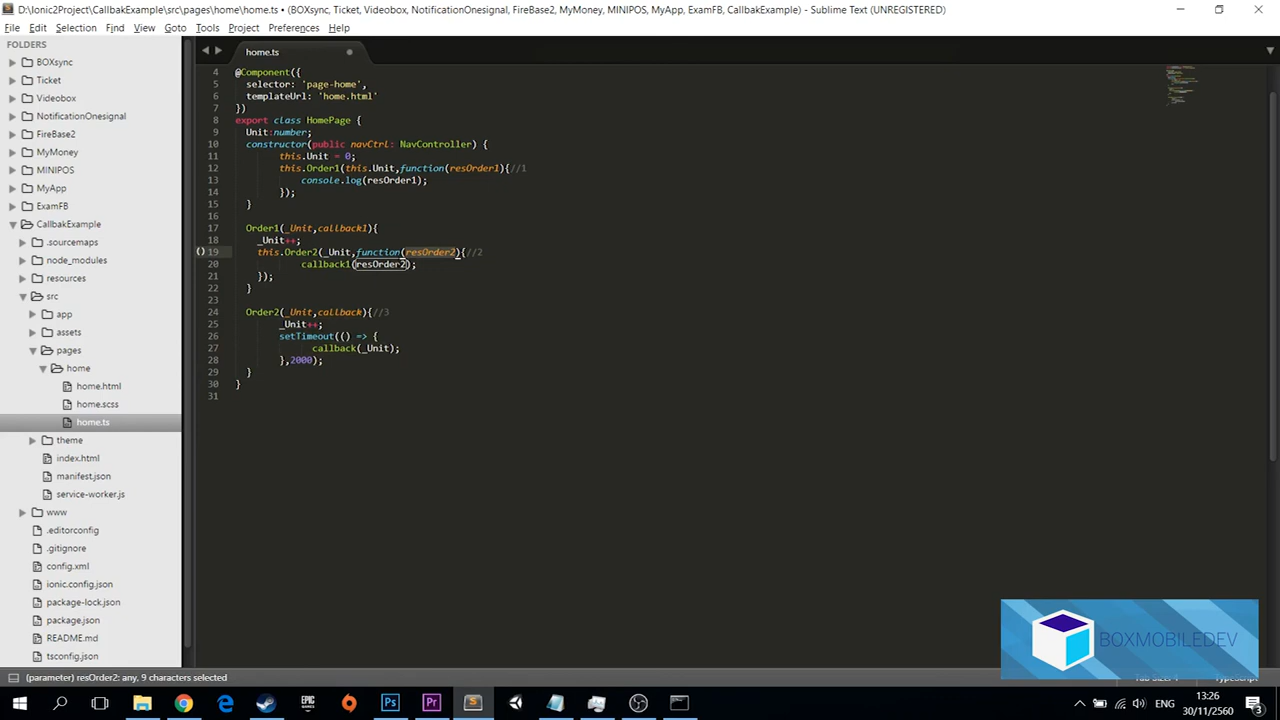 D:\Ionic2Project\CallbakExample\src\pages\home\home.ts • (BOXsync, Ticket, Videobox, NotificationOnesignal, FireBase2, MyMoney, MINIPOS, MyApp, ExamFB, CallbakExample) - Sublime Text (UNREGISTERED)
File Edit Selection Find View Goto Tools Project Preferences Help
FOLDERS
BOXsync
Ticket
Videobox
NotificationOnesignal
FireBase2
MyMoney
MINIPOS
MyApp
ExamFB
CallbakExample
.sourcemaps
node_modules
resources
src
app
assets
pages
home
home.html
home.scss
home.ts
theme
index.html
manifest.json
service-worker.js
www
.editorconfig
.gitignore
config.xml
ionic.config.json
package-lock.json
package.json
README.md
tsconfig.json
home.ts
4 @Component({
5 selector: 'page-home',
6 templateUrl: 'home.html'
7 })
8 export class HomePage {
9 Unit:number;
10 constructor(public navCtrl: NavController) {
11 this.Unit = 0;
12 this.Order1(this.Unit,function(resOrder1){//1
13 console.log(resOrder1);
14 });
15 }
16
17 Order1(_Unit,callback1){
18 _Unit++;
19 this.Order2(_Unit,function(resOrder2){//2
20 callback1(resOrder2);
21 });
22 }
23
24 Order2(_Unit,callback){//3
25 _Unit++;
26 setTimeout(() => {
27 callback(_Unit);
28 },2000);
29 }
30 }
31
BOXMOBILEDEV
(parameter) resOrder2: any, 9 characters selected
EPIC GAMES
Ps
Pr
S
ENG
13:26
30/11/2560
3